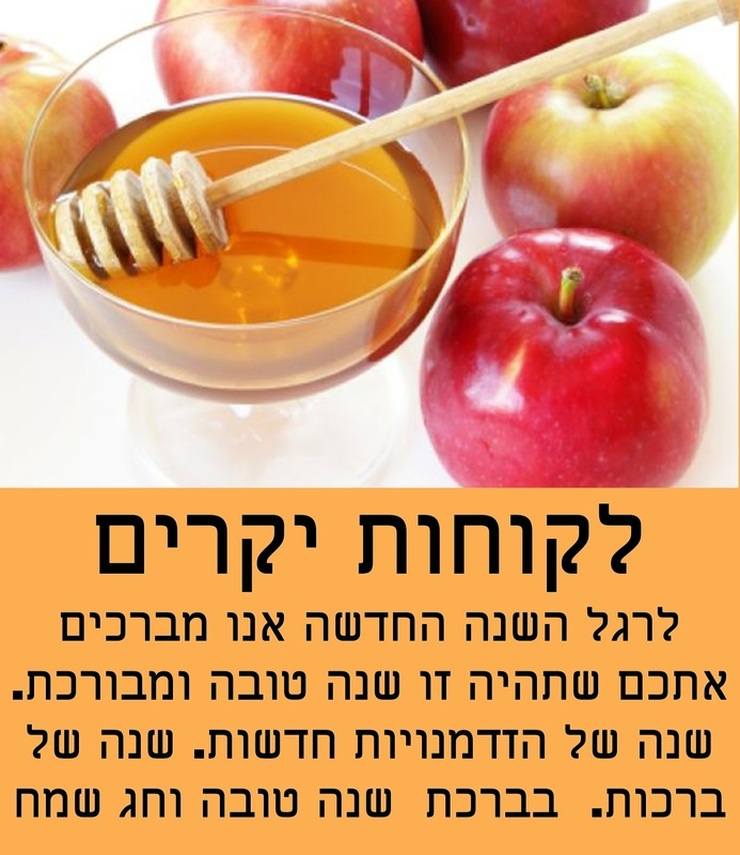 לקוחות יקרים
לרגל השנה החדשה אנו מברכים
אתכם שתהיה זו שנה טובה ומבורכת.
שנה של הזדמנויות חדשות. שנה של
ברכות.  בברכת  שנה טובה וחג שמח